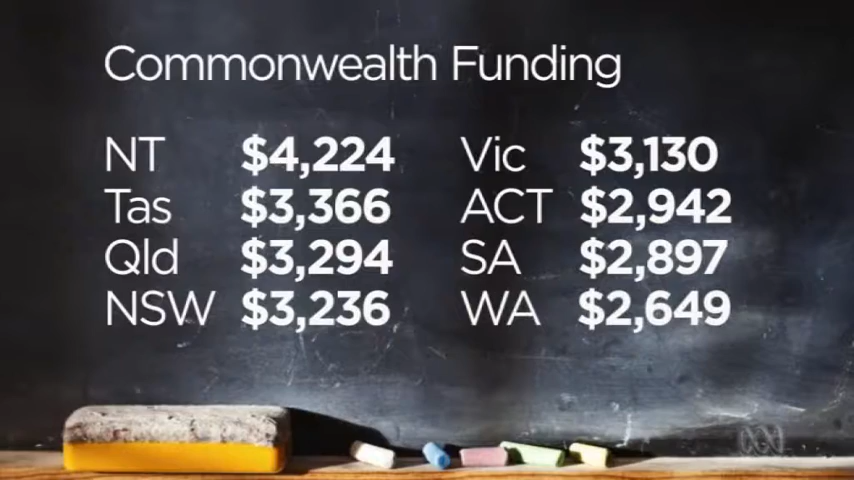 Commonwealth Funding
NT $4,224
Tas $3,366
Qld $3,294
NSW $3,236
Vic $3,130
ACT $2,942
SA $2,897
WA $2,649